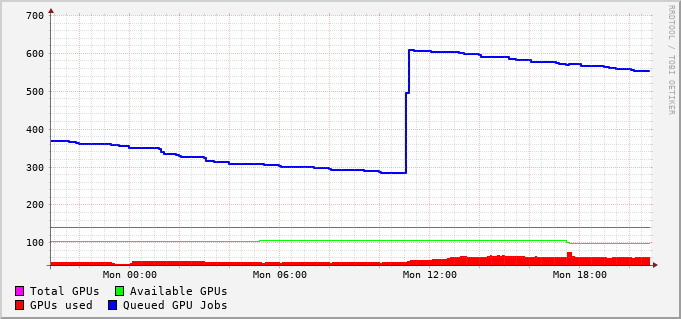 700
600
500
400
300
200
100
Mon 00:00 Mon 06:00 Mon 12:00 Mon 18:00
Total GPUs Available GPUs
GPUs used Queued GPU Jobs
RRDTOOL / TOBI OETIKER